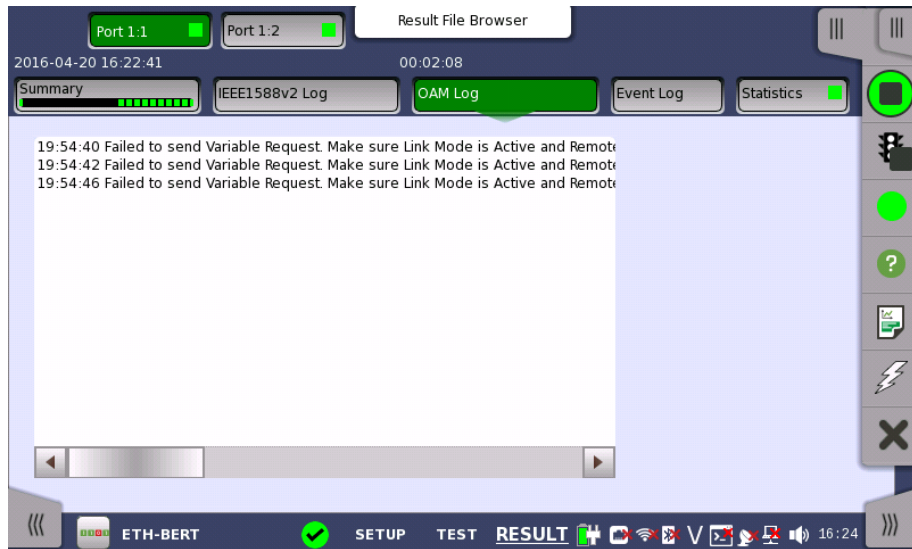 Result File Browser
Port 1:1
Port 1:2
2016-04-20 16:22:41
00:02:08
Summary
IEEE1588v2 Log
OAM Log
Event Log
Statistics
19:54:40 Failed to send Variable Request. Make sure Link Mode is Active and Remote
19:54:42 Failed to send Variable Request. Make sure Link Mode is Active and Remote
19:54:46 Failed to send Variable Request. Make sure Link Mode is Active and Remote
ETH-BERT
SETUP
TEST
RESULT
V
16:24